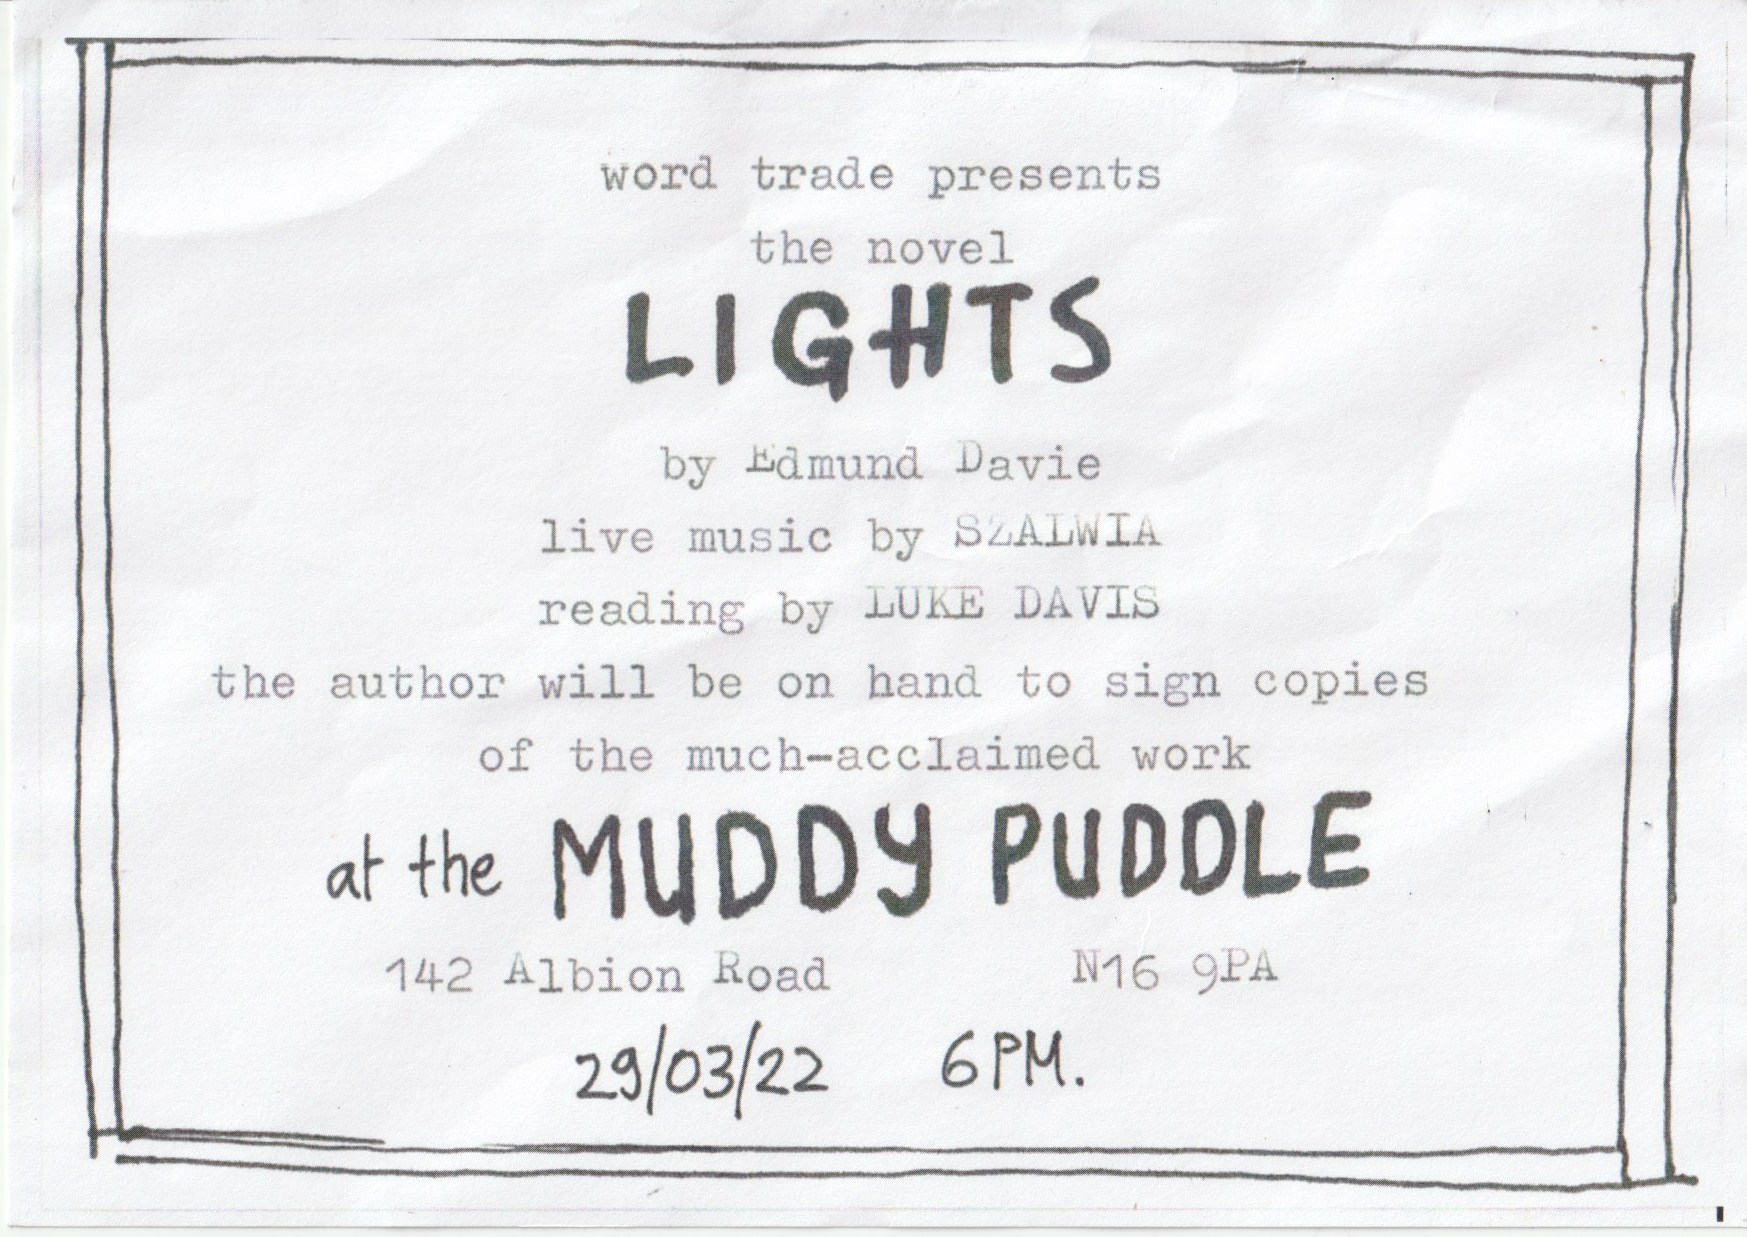 word trade presents
the novel
LIGHTS
by Edmund Davie
live music by SZALWIA
reading by LUKE DAVIS
the author will be on hand to sign copies
of the much-acclaimed work
at the MUDDY PUDDLE
142 Albion Road N16 9PA
29/03/22 6PM.